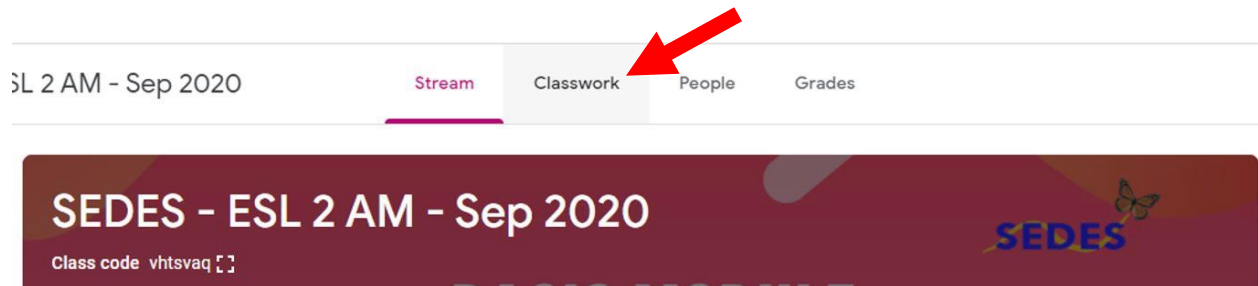 SL 2 AM - Sep 2020 Stream Classwork People Grades
SEDES - ESL 2 AM - Sep 2020
SEDES
Class code vhtsvaq